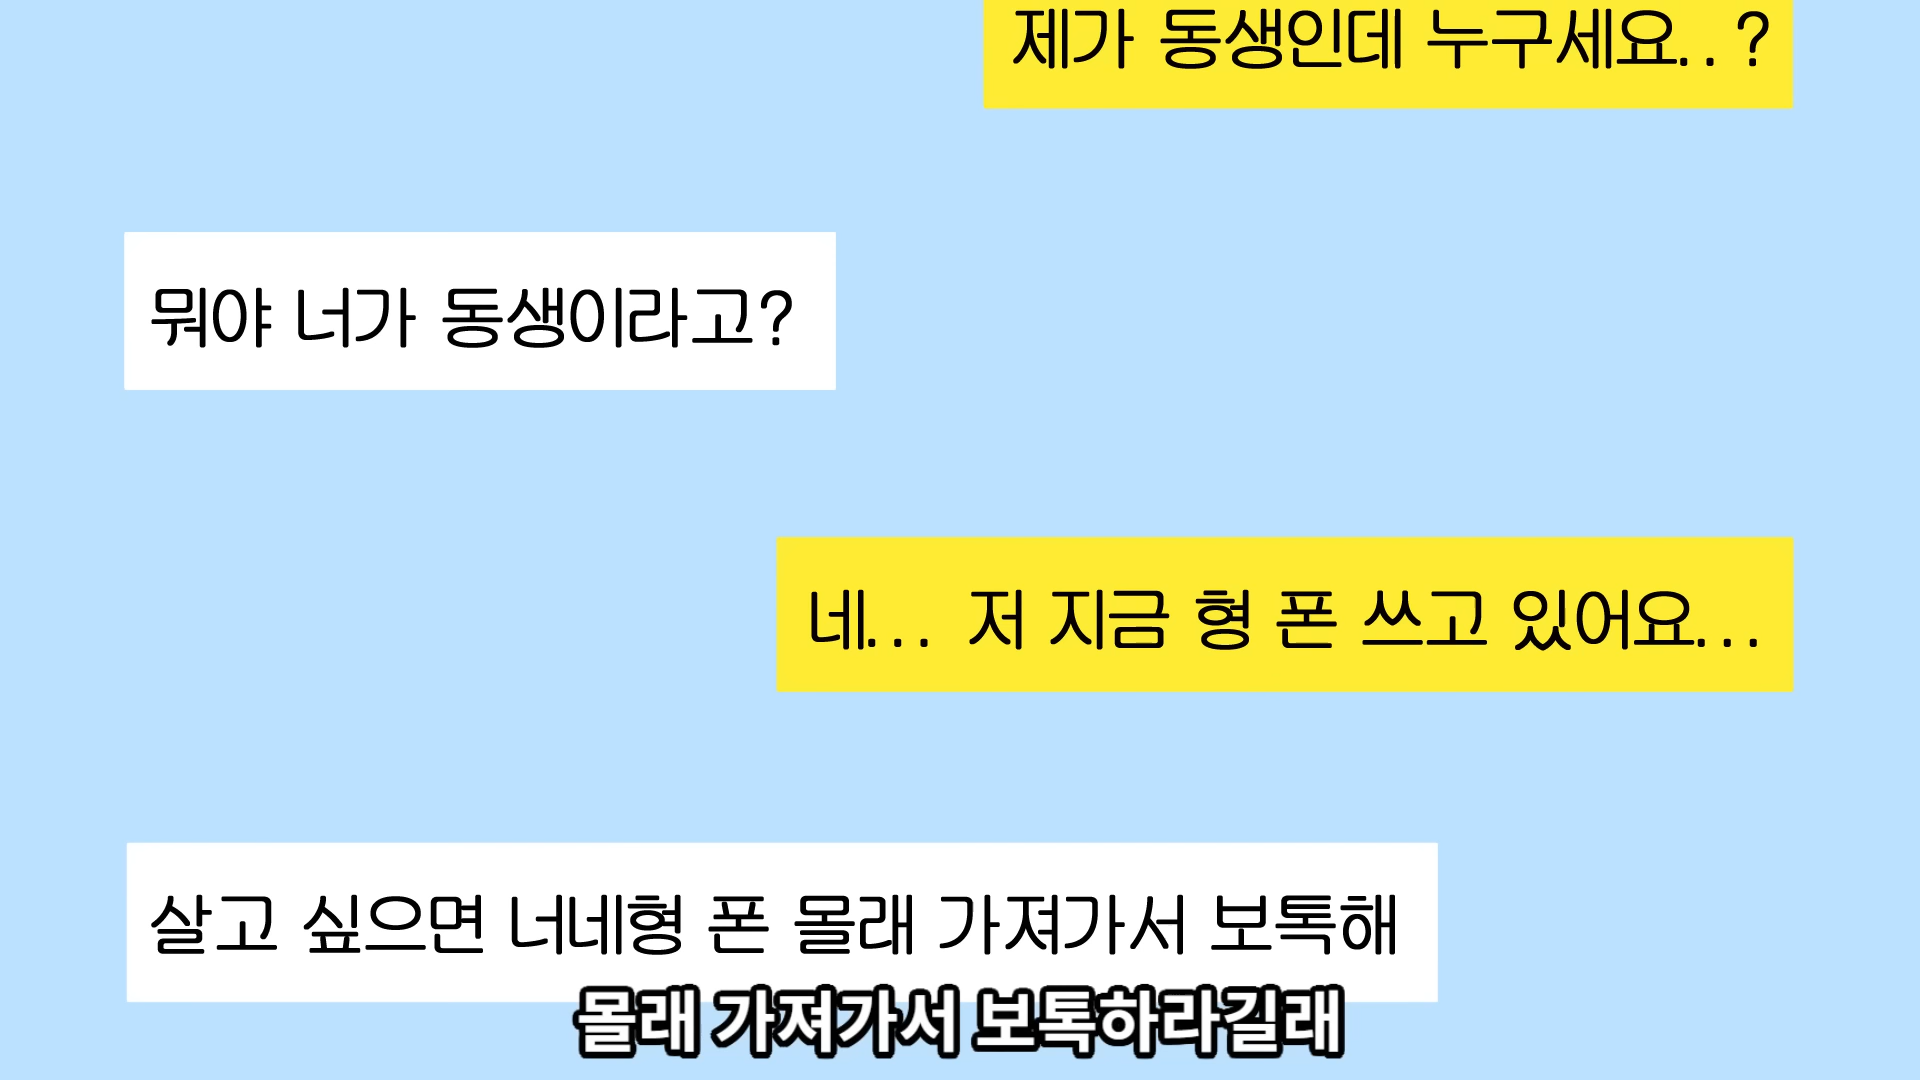 제가 동생인데 누구세요..?
뭐야 너가 동생이라고?
네... 저 지금 형 폰 쓰고 있어요...
살고 싶으면 너네형 폰 몰래 가져가서 보톡해
몰래 가져가서 보톡하라길래